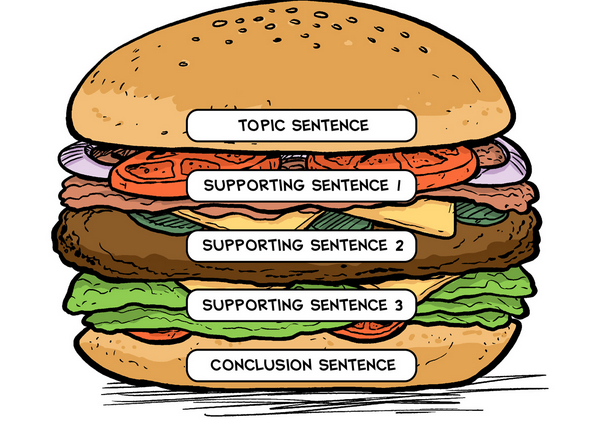 TOPIC SENTENCE
SUPPORTING SENTENCE 1
SUPPORTING SENTENCE 2
SUPPORTING SENTENCE 3
CONCLUSION SENTENCE